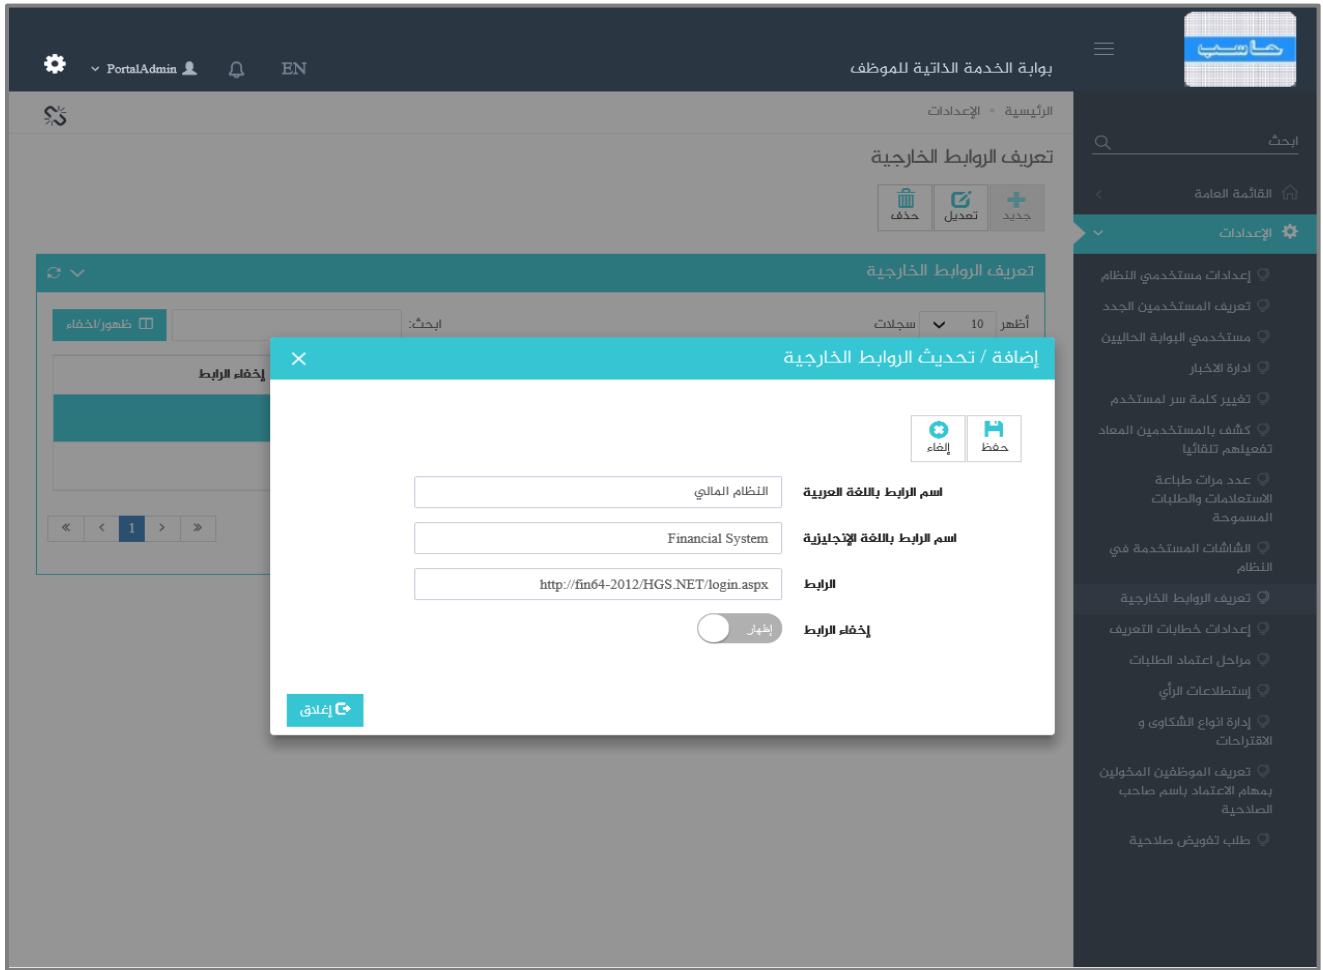 حاسب
بوابة الخدمة الذاتية للموظف
EN
PortalAdmin
الرئيسية - الإعدادات
تعريف الروابط الخارجية
جديد
تعديل
حذف
تعريف الروابط الخارجية
أظهر 10 سجلات
ابحث:
ظهور/اخفاء
إخفاء الرابط
« < 1 > »
إضافة / تحديث الروابط الخارجية
حفظ
إلغاء
اسم الرابط باللغة العربية
النظام المالي
اسم الرابط باللغة الإنجليزية
Financial System
الرابط
http://fin64-2012/HGS.NET/login.aspx
إخفاء الرابط
إظهار
إغلاق
ابحث
القائمة العامة
الإعدادات
إعدادات مستخدمي النظام
تعريف المستخدمين الجدد
مستخدمي البوابة الحاليين
ادارة الاخبار
تغيير كلمة سر لمستخدم
كشف بالمستخدمين المعاد
تفعيلهم تلقائيا
عدد مرات طباعة
الاستعلامات والطلبات
المسموحة
الشاشات المستخدمة في
النظام
تعريف الروابط الخارجية
إعدادات خطابات التعريف
مراحل اعتماد الطلبات
إستطلاعات الرأي
إدارة انواع الشكاوى و
الاقتراحات
تعريف الموظفين المخولين
بمهام الاعتماد باسم صاحب
الصلاحية
طلب تفويض صلاحية